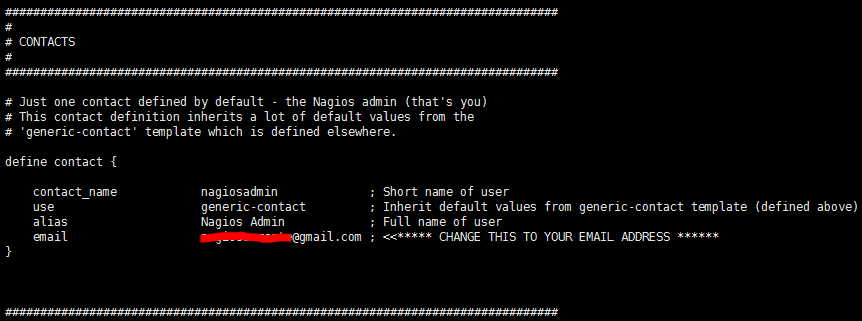 ###############################################################################
#
# CONTACTS
#
###############################################################################
# Just one contact defined by default - the Nagios admin (that's you)
# This contact definition inherits a lot of default values from the
# 'generic-contact' template which is defined elsewhere.
define contact {
contact_name nagiosadmin ; Short name of user
use generic-contact ; Inherit default values from generic-contact template (defined above)
alias Nagios Admin ; Full name of user
email @gmail.com ; <<***** CHANGE THIS TO YOUR EMAIL ADDRESS ******
}
###############################################################################